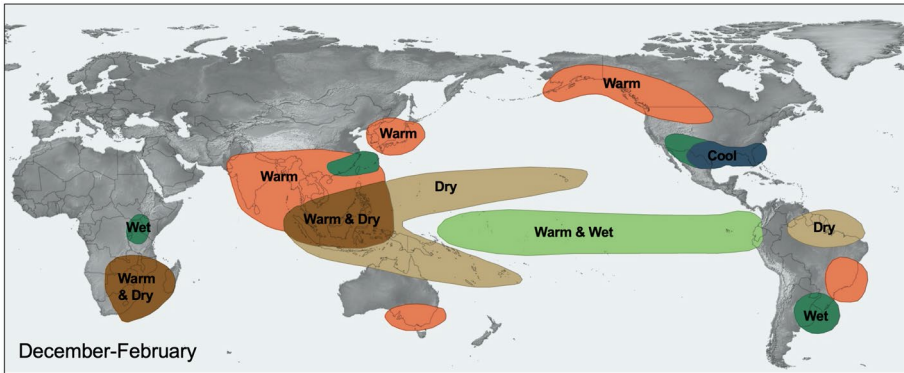 Warm
Warm
Cool
Warm
Dry
Warm & Dry
Wet
Warm & Wet
Dry
Warm
& Dry
Wet
December-February